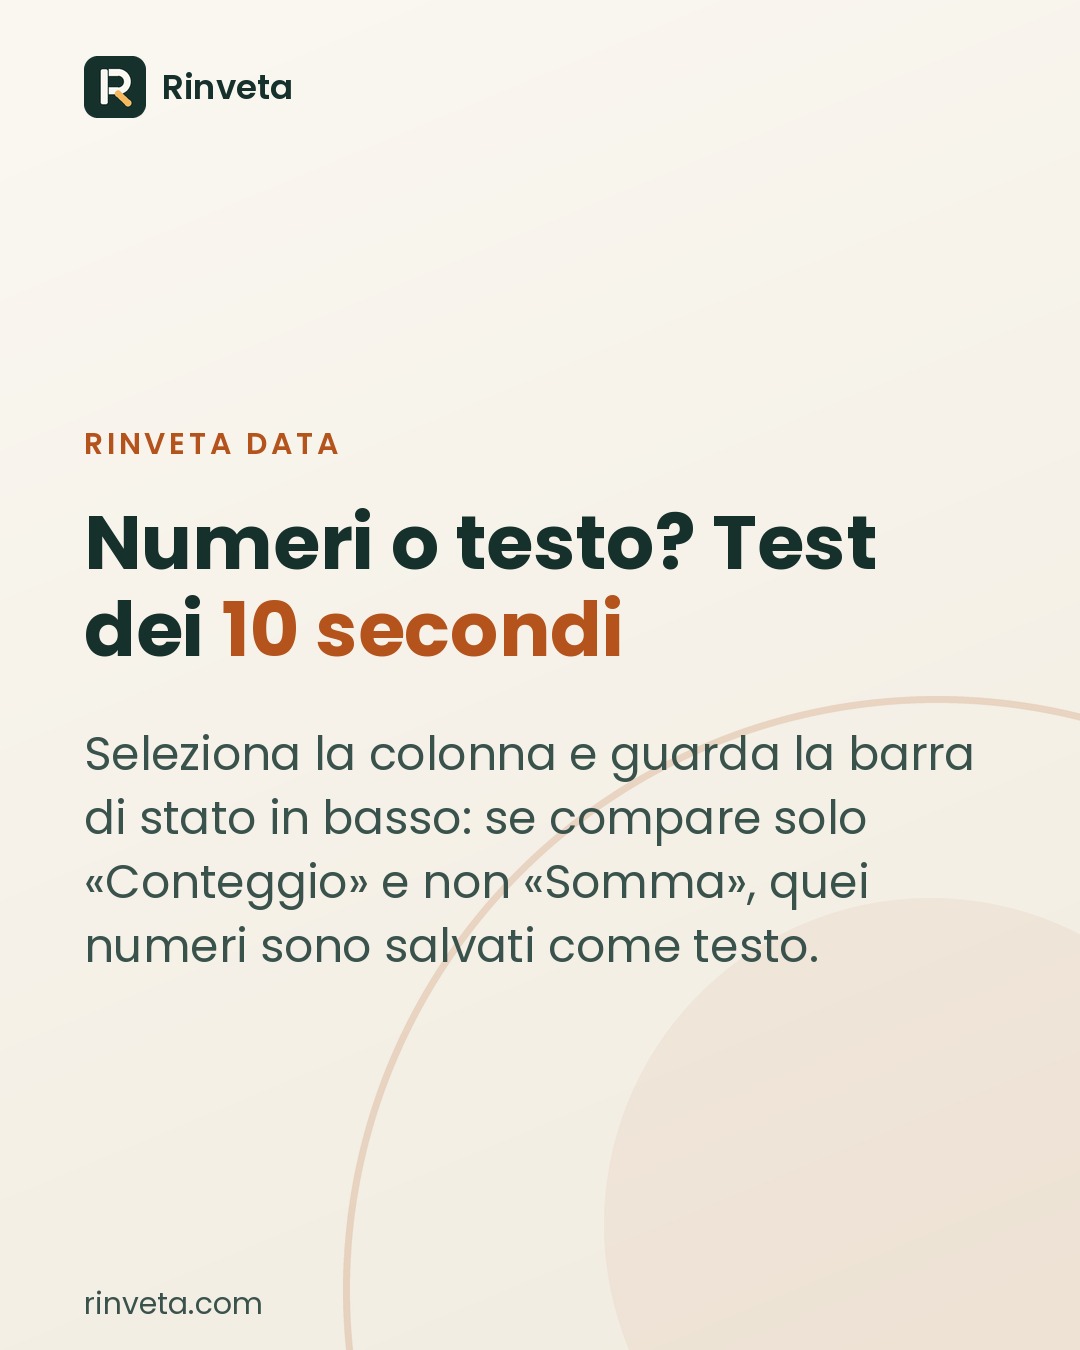 Rinveta
RINVETA DATA
Numeri o testo? Test
dei 10 secondi
Seleziona la colonna e guarda la barra
di stato in basso: se compare solo
«Conteggio» e non «Somma», quei
numeri sono salvati come testo.
rinveta.com